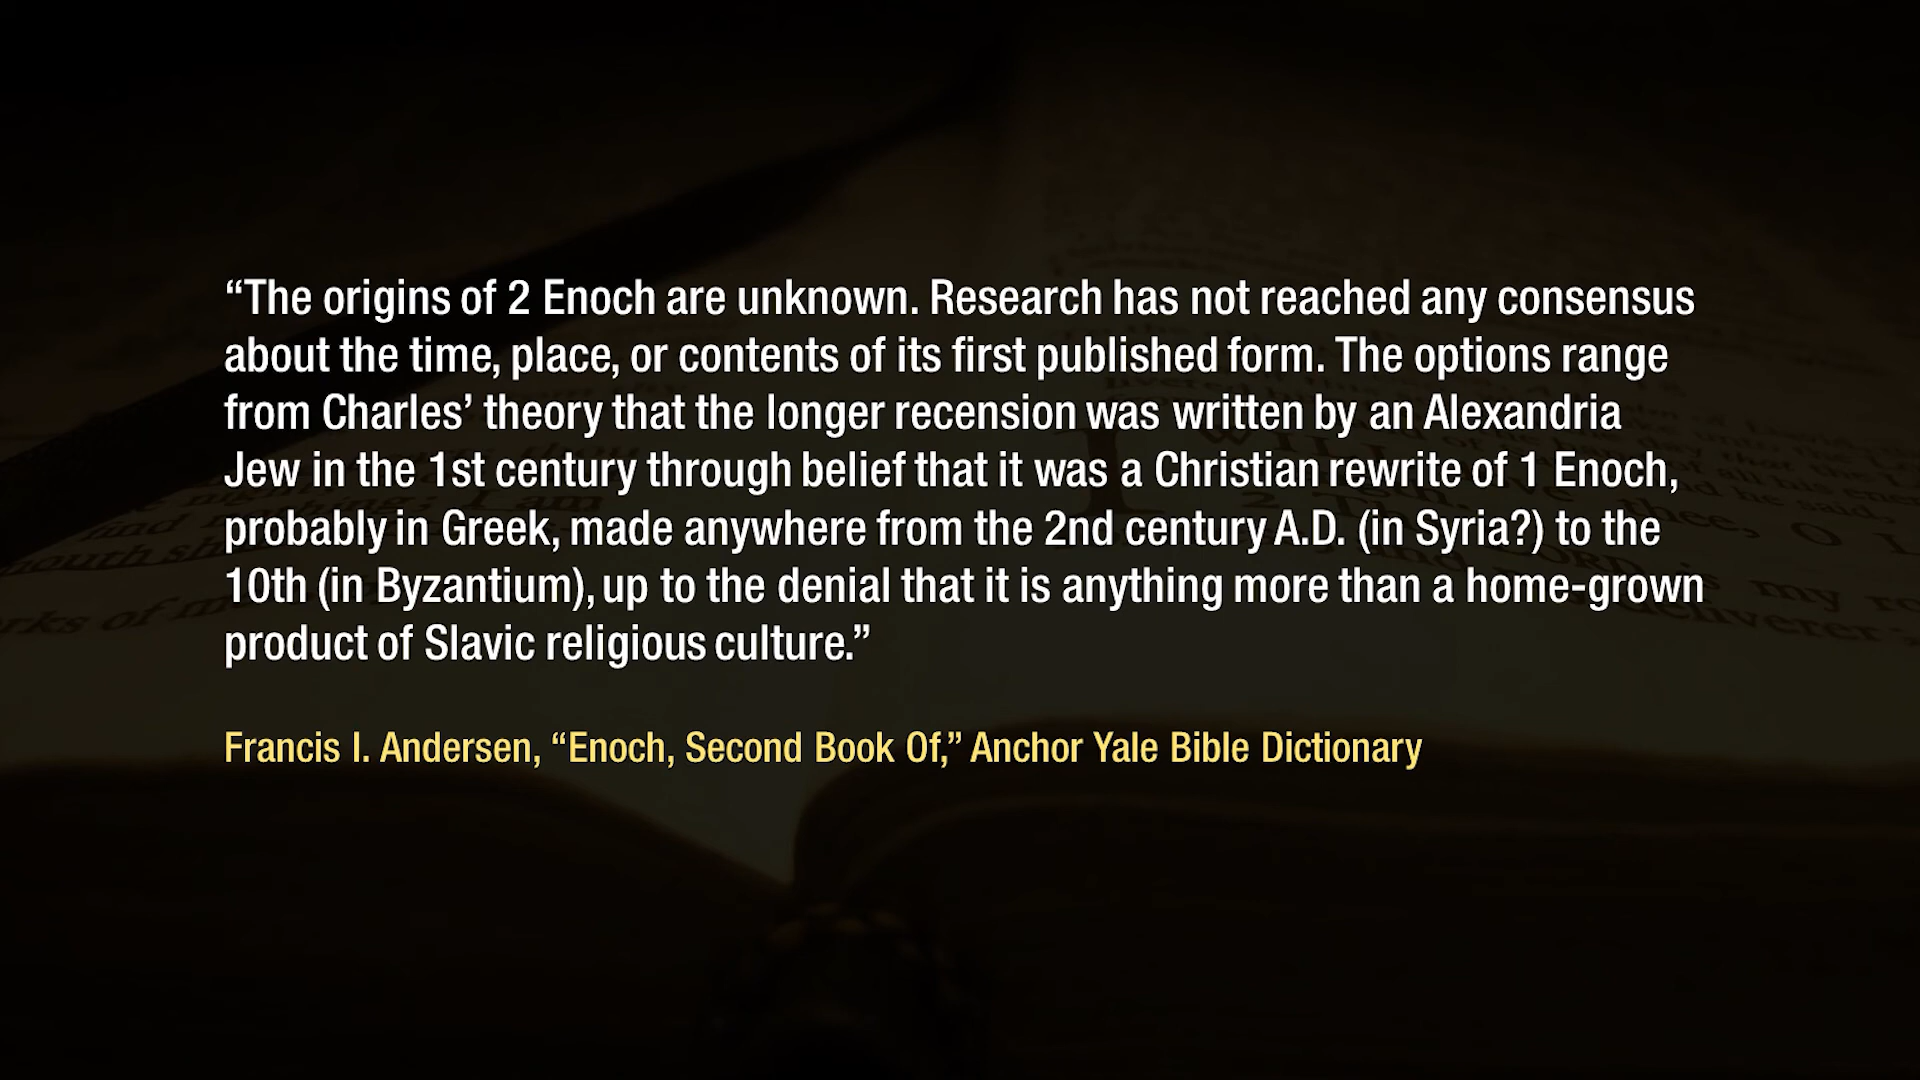 “The origins of 2 Enoch are unknown. Research has not reached any consensus
about the time, place, or contents of its first published form. The options range
from Charles’ theory that the longer recension was written by an Alexandria
Jew in the 1st century through belief that it was a Christian rewrite of 1 Enoch,
probably in Greek, made anywhere from the 2nd century A.D. (in Syria?) to the
10th (in Byzantium), up to the denial that it is anything more than a home-grown
product of Slavic religious culture.”
Francis I. Andersen, “Enoch, Second Book Of,” Anchor Yale Bible Dictionary